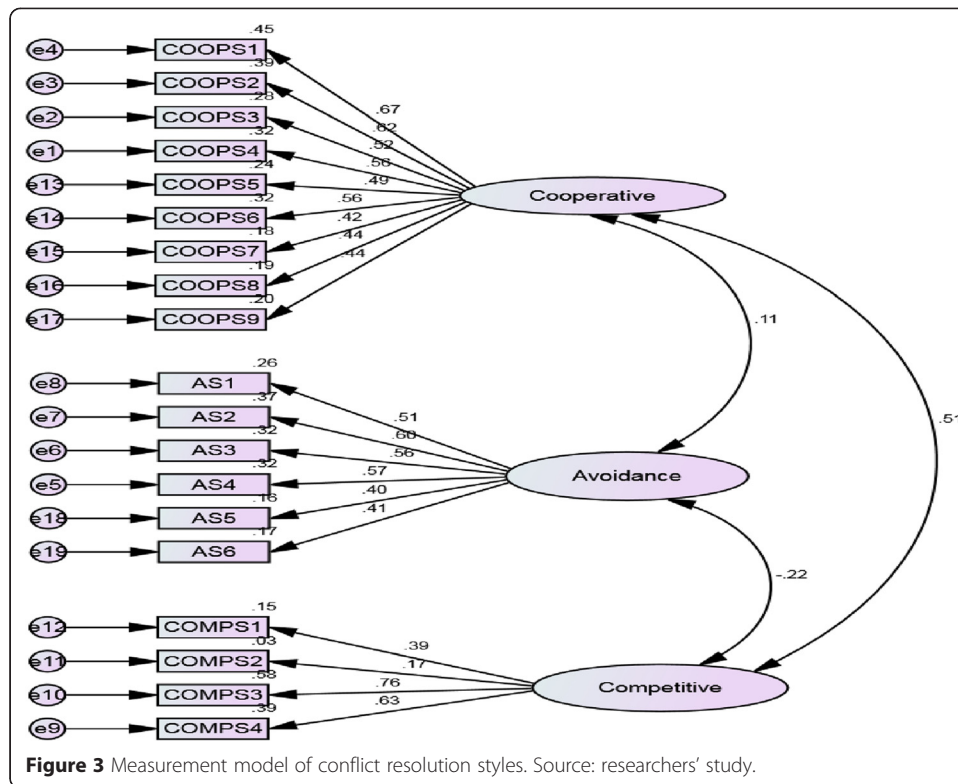 .45
e4 COOPS1
.39
e3 COOPS2
.28
e2 COOPS3
.32
e1 COOPS4
.24
e13 COOPS5
.32
e14 COOPS6
.18
e15 COOPS7
.19
e16 COOPS8
.20
e17 COOPS9
.67
.62
.52
.56
.49
.56
.42
.44
.44
Cooperative
.11
.51
.26
e8 AS1
.37
e7 AS2
.32
e6 AS3
.32
e5 AS4
.16
e18 AS5
.17
e19 AS6
.51
.60
.56
.57
.40
.41
Avoidance
-.22
.15
e12 COMPS1
.03
e11 COMPS2
.58
e10 COMPS3
.39
e9 COMPS4
.39
.17
.76
.63
Competitive
Figure 3 Measurement model of conflict resolution styles. Source: researchers' study.